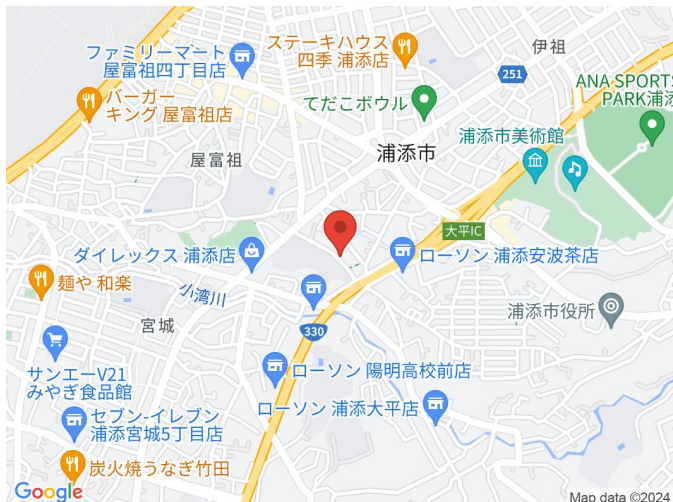 ファミリーマート
屋富祖四丁目店
ステーキハウス
四季 浦添店
伊祖
251
ANA SPORTS
PARK浦添
バーガー
キング 屋富祖店
てだこボウル
浦添市美術館
屋富祖
浦添市
大平IC
ダイレックス 浦添店
ローソン 浦添安波茶店
麺や 和楽
小湾川
浦添市役所
宮城
330
サンエーV21
みやぎ食品館
ローソン 陽明高校前店
ローソン 浦添大平店
セブン-イレブン
浦添宮城5丁目店
炭火焼うなぎ竹田
Google
Map data ©2024